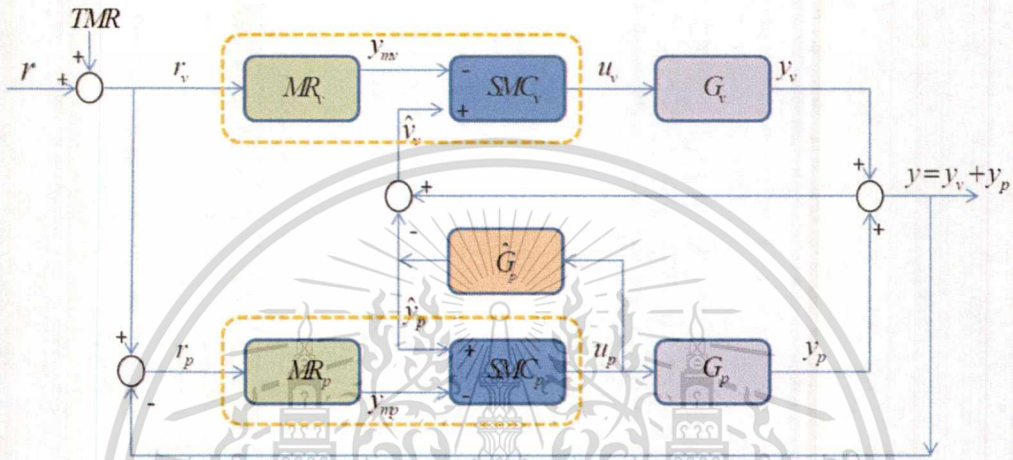 TMR
+
r
+
r_v
MR_v
y_mv
-
SMC_v
+
u_v
G_v
y_v
v̂_v
+
+
y = y_v + y_p
+
-
Ĝ_p
ŷ_p
+
r_p
-
MR_p
y_mp
+
SMC_p
-
u_p
G_p
y_p